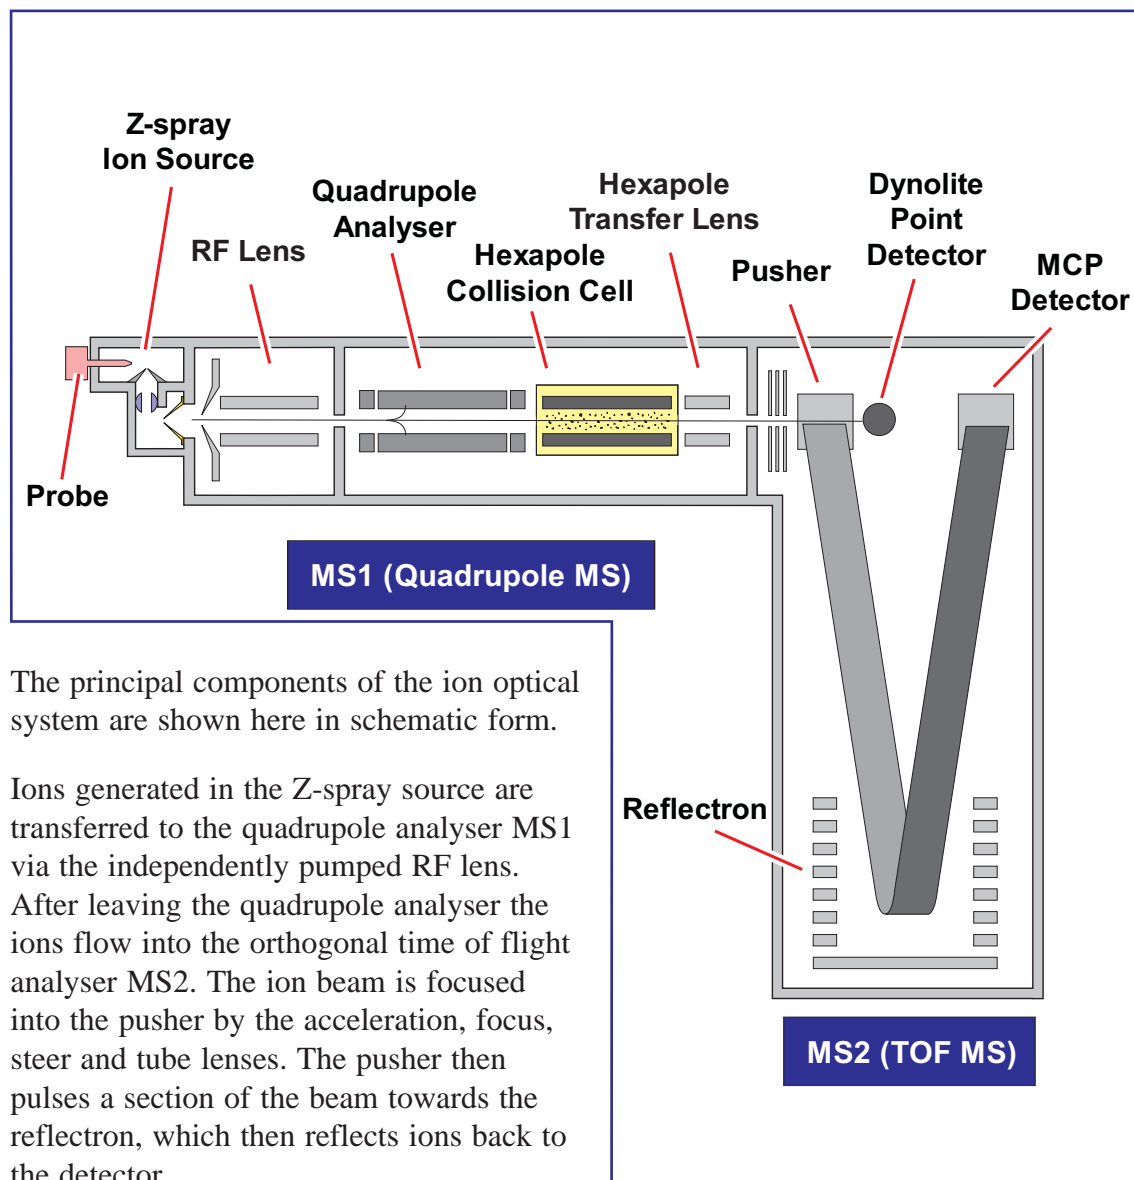 Z-spray
Ion Source
Quadrupole
Analyser
RF Lens
Hexapole
Transfer Lens
Hexapole
Collision Cell
Dynolite
Point
Detector
Pusher
MCP
Detector
Probe
MS1 (Quadrupole MS)
The principal components of the ion optical
system are shown here in schematic form.
Ions generated in the Z-spray source are
transferred to the quadrupole analyser MS1
via the independently pumped RF lens.
After leaving the quadrupole analyser the
ions flow into the orthogonal time of flight
analyser MS2. The ion beam is focused
into the pusher by the acceleration, focus,
steer and tube lenses. The pusher then
pulses a section of the beam towards the
reflectron, which then reflects ions back to
the detector
Reflectron
MS2 (TOF MS)